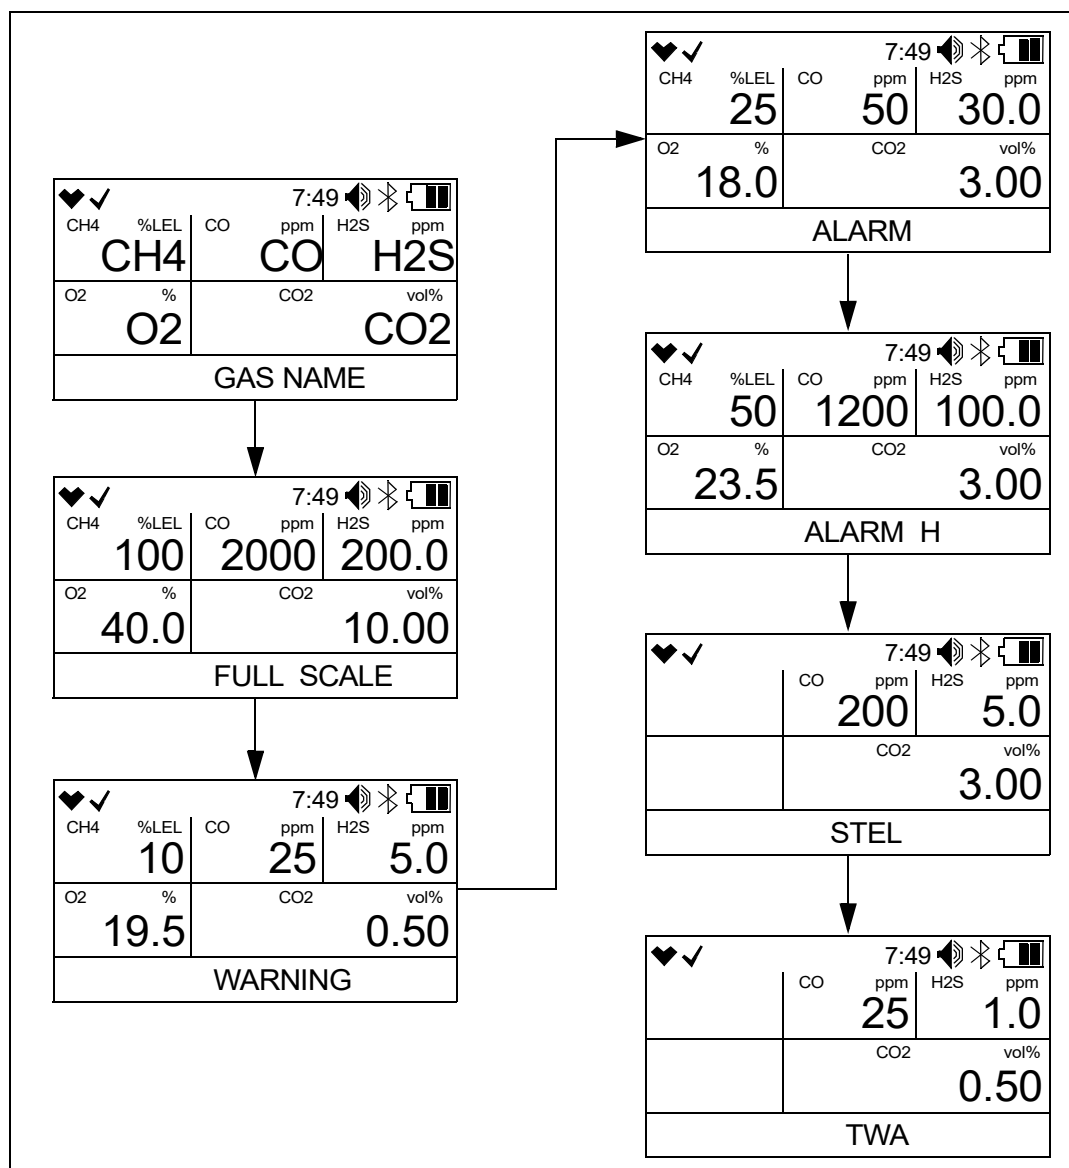 7:49
CH4 %LEL CO ppm H2S ppm
CH4 CO H2S
O2 % CO2 vol%
O2 CO2
GAS NAME
7:49
CH4 %LEL CO ppm H2S ppm
100 2000 200.0
O2 % CO2 vol%
40.0 10.00
FULL SCALE
7:49
CH4 %LEL CO ppm H2S ppm
10 25 5.0
O2 % CO2 vol%
19.5 0.50
WARNING
7:49
CH4 %LEL CO ppm H2S ppm
25 50 30.0
O2 % CO2 vol%
18.0 3.00
ALARM
7:49
CH4 %LEL CO ppm H2S ppm
50 1200 100.0
O2 % CO2 vol%
23.5 3.00
ALARM H
7:49
CO ppm H2S ppm
200 5.0
CO2 vol%
3.00
STEL
7:49
CO ppm H2S ppm
25 1.0
CO2 vol%
0.50
TWA